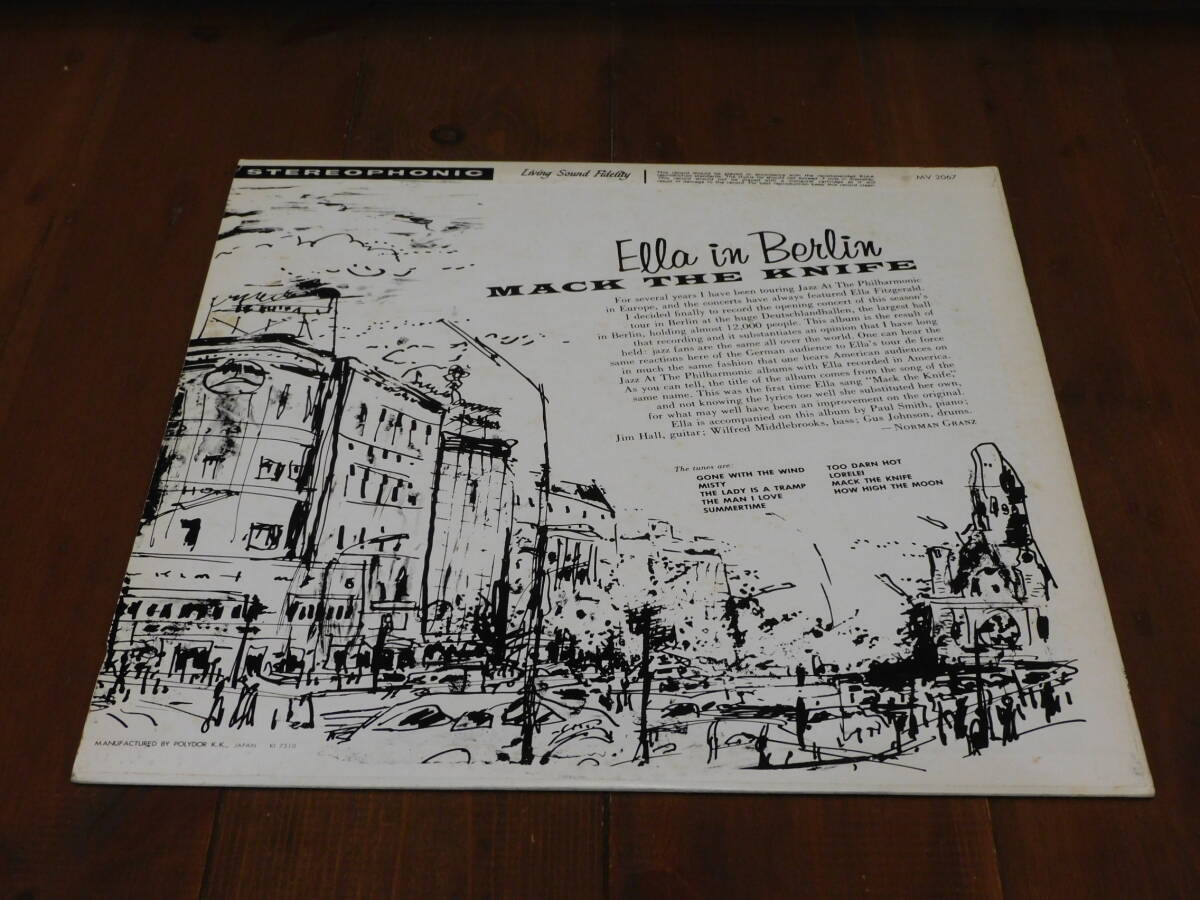 STEREOPHONIC
Living Sound Fidelity
MV 2067
Ella in Berlin
MACK THE KNIFE
For several years I have been touring Jazz At The Philharmonic
in Europe, and the concerts have always featured Ella Fitzgerald.
I decided finally to record the opening concert of this season's
tour in Berlin at the huge Deutschlandhallen, the largest hall
in Berlin, holding almost 12,000 people. This album is the result of
that recording and it substantiates an opinion that I have long
held: jazz fans are the same all over the world. One can hear the
same reactions here of the German audience to Ella's tour de force
in much the same fashion that one hears American audiences on
Jazz At The Philharmonic albums with Ella recorded in America.
As you can tell, the title of the album comes from the song of the
same name. This was the first time Ella sang "Mack the Knife,"
and not knowing the lyrics too well she substituted her own,
for what may well have been an improvement on the original.
Ella is accompanied on this album by Paul Smith, piano;
Jim Hall, guitar; Wilfred Middlebrooks, bass; Gus Johnson, drums.
—NORMAN GRANZ
The tunes are:
GONE WITH THE WIND
MISTY
THE LADY IS A TRAMP
THE MAN I LOVE
SUMMERTIME
TOO DARN HOT
LORELEI
MACK THE KNIFE
HOW HIGH THE MOON
MANUFACTURED BY POLYDOR K.K., JAPAN KI 7510